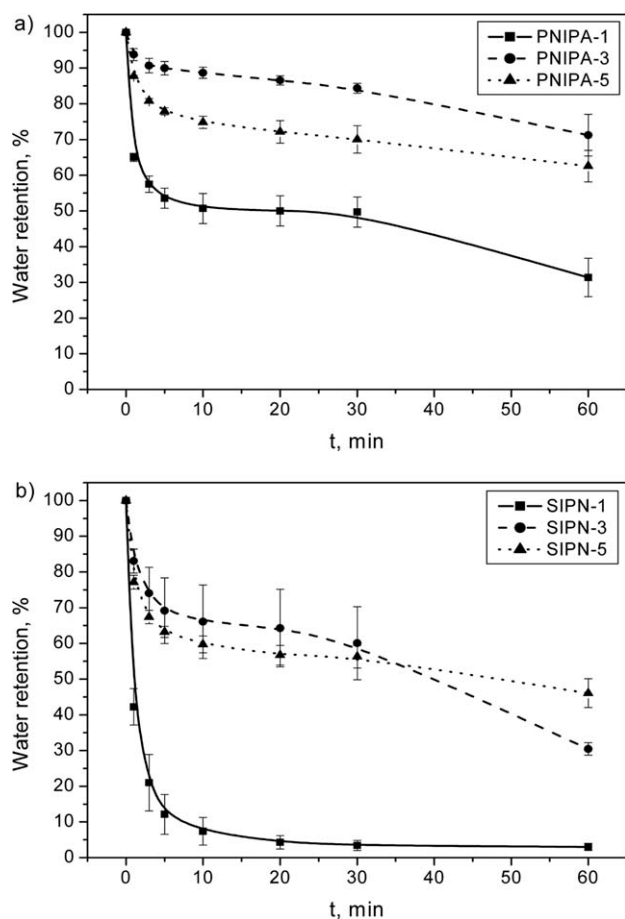 a)
PNIPA-1
PNIPA-3
PNIPA-5
Water retention, %
100
90
80
70
60
50
40
30
20
10
0
0 10 20 30 40 50 60
t, min
b)
SIPN-1
SIPN-3
SIPN-5
Water retention, %
100
90
80
70
60
50
40
30
20
10
0
0 10 20 30 40 50 60
t, min